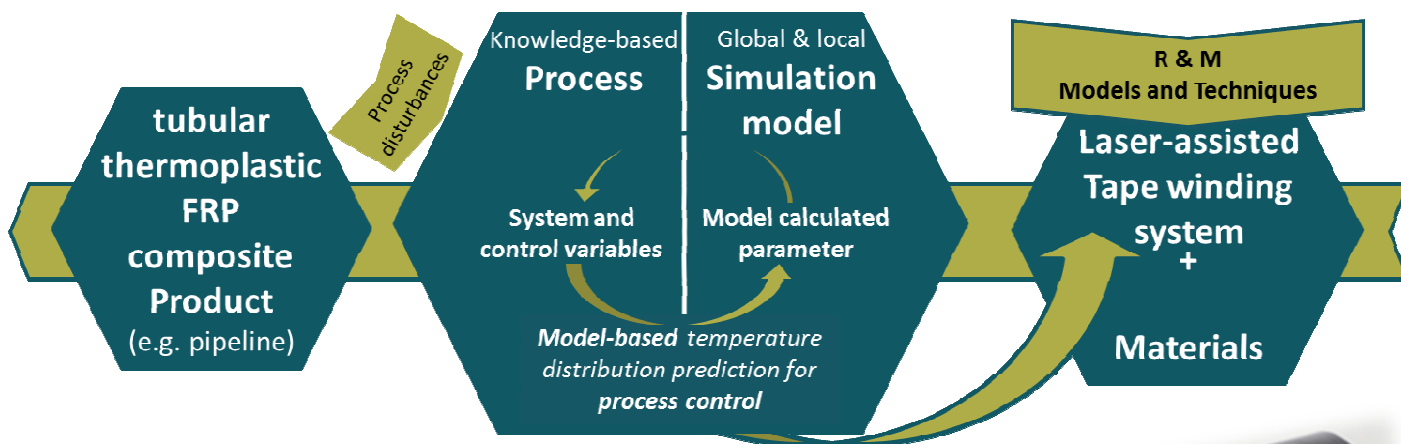 tubular
thermoplastic
FRP
composite
Product
(e.g. pipeline)
Process
disturbances
Knowledge-based
Process
Global & local
Simulation
model
System and
control variables
Model calculated
parameter
Model-based temperature
distribution prediction for
process control
R & M
Models and Techniques
Laser-assisted
Tape winding
system
+
Materials